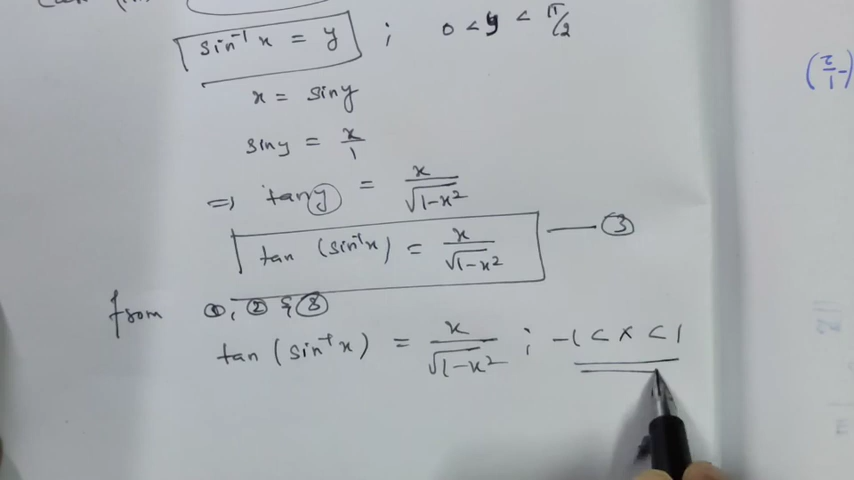 sin⁻¹ x = y ; 0 < y < π/2
x = sin y
sin y = x/1
⇒ tan y = x/√(1-x²)
tan (sin⁻¹x) = x/√(1-x²) — ③
from ①, ② & ③
tan (sin⁻¹ x) = x/√(1-x²) ; -1 < x < 1